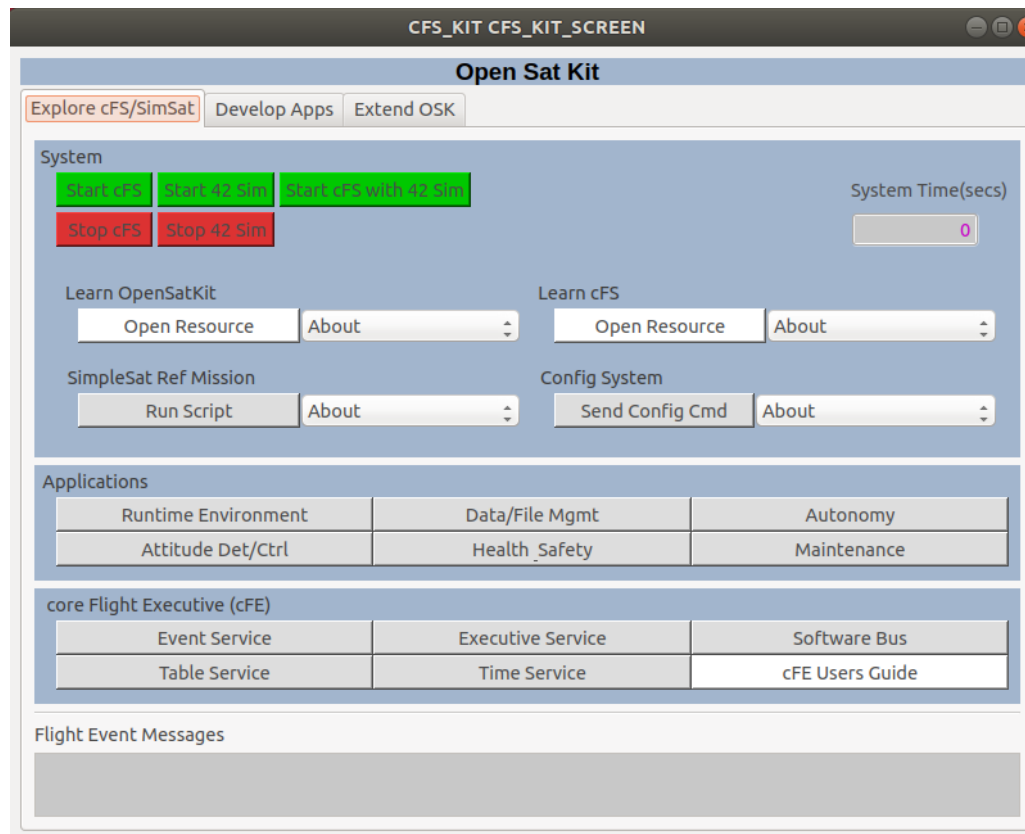 CFS_KIT CFS_KIT_SCREEN
Open Sat Kit
Explore cFS/SimSat Develop Apps Extend OSK
System
Start cFS Start 42 Sim Start cFS with 42 Sim System Time(secs)
Stop cFS Stop 42 Sim 0
Learn OpenSatKit Learn cFS
Open Resource About Open Resource About
SimpleSat Ref Mission Config System
Run Script About Send Config Cmd About
Applications
Runtime Environment Data/File Mgmt Autonomy
Attitude Det/Ctrl Health_Safety Maintenance
core Flight Executive (cFE)
Event Service Executive Service Software Bus
Table Service Time Service cFE Users Guide
Flight Event Messages